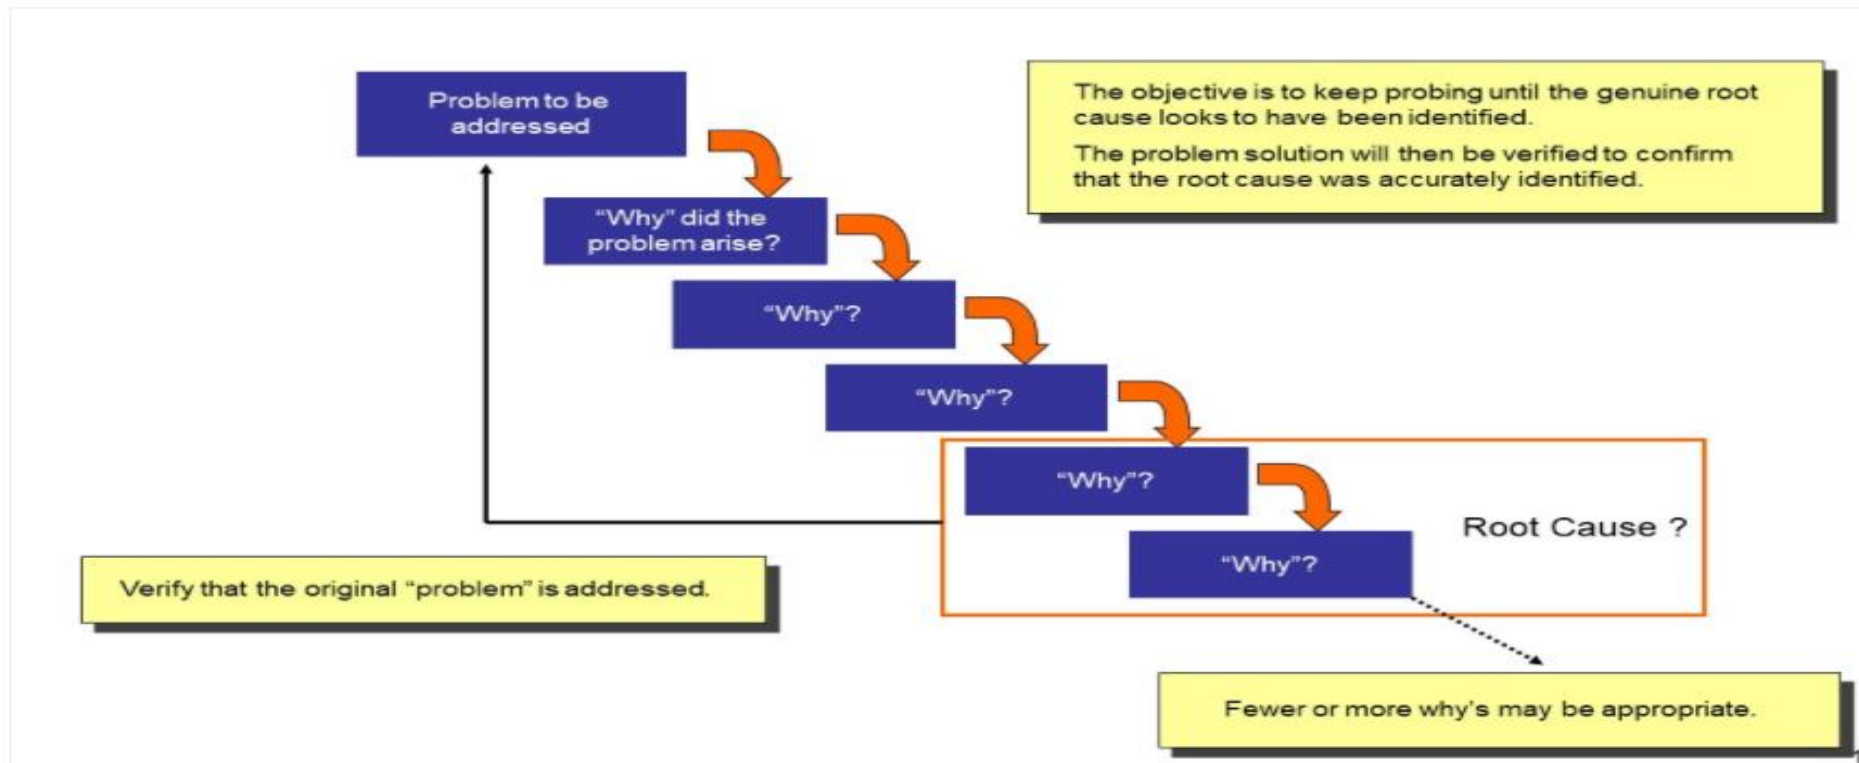 Problem to be
addressed
The objective is to keep probing until the genuine root
cause looks to have been identified.
The problem solution will then be verified to confirm
that the root cause was accurately identified.
“Why” did the
problem arise?
“Why”?
“Why”?
“Why”?
Root Cause ?
“Why”?
Verify that the original “problem” is addressed.
Fewer or more why's may be appropriate.